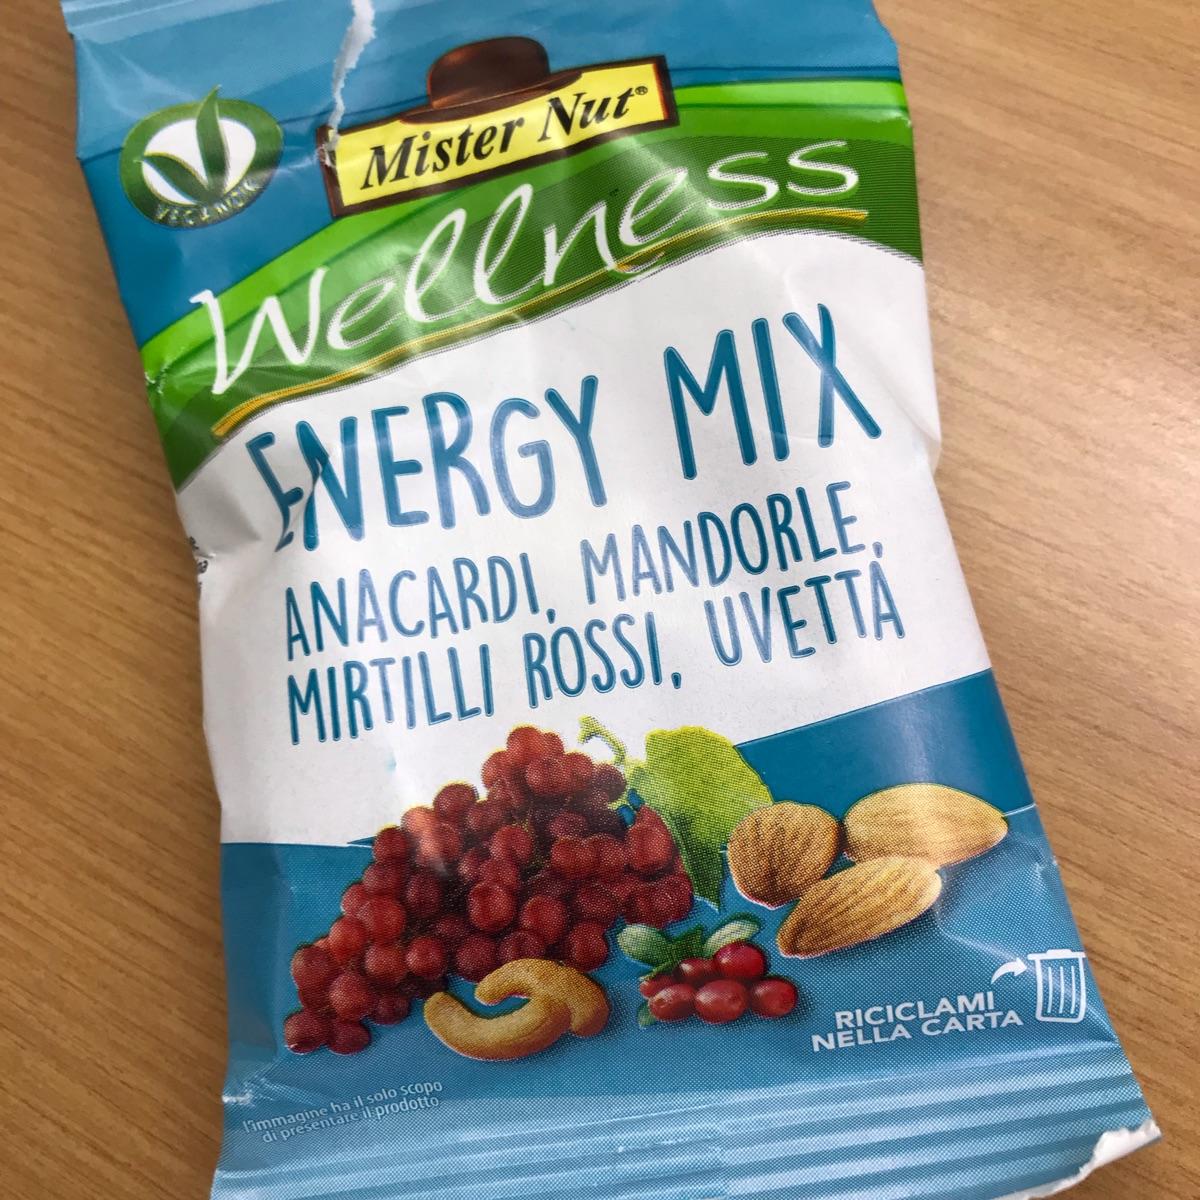 Mister Nut®
VEGANOK
Wellness
ENERGY MIX
ANACARDI, MANDORLE,
MIRTILLI ROSSI, UVETTA
RICICLAMI
NELLA CARTA
l'immagine ha il solo scopo
di presentare il prodotto